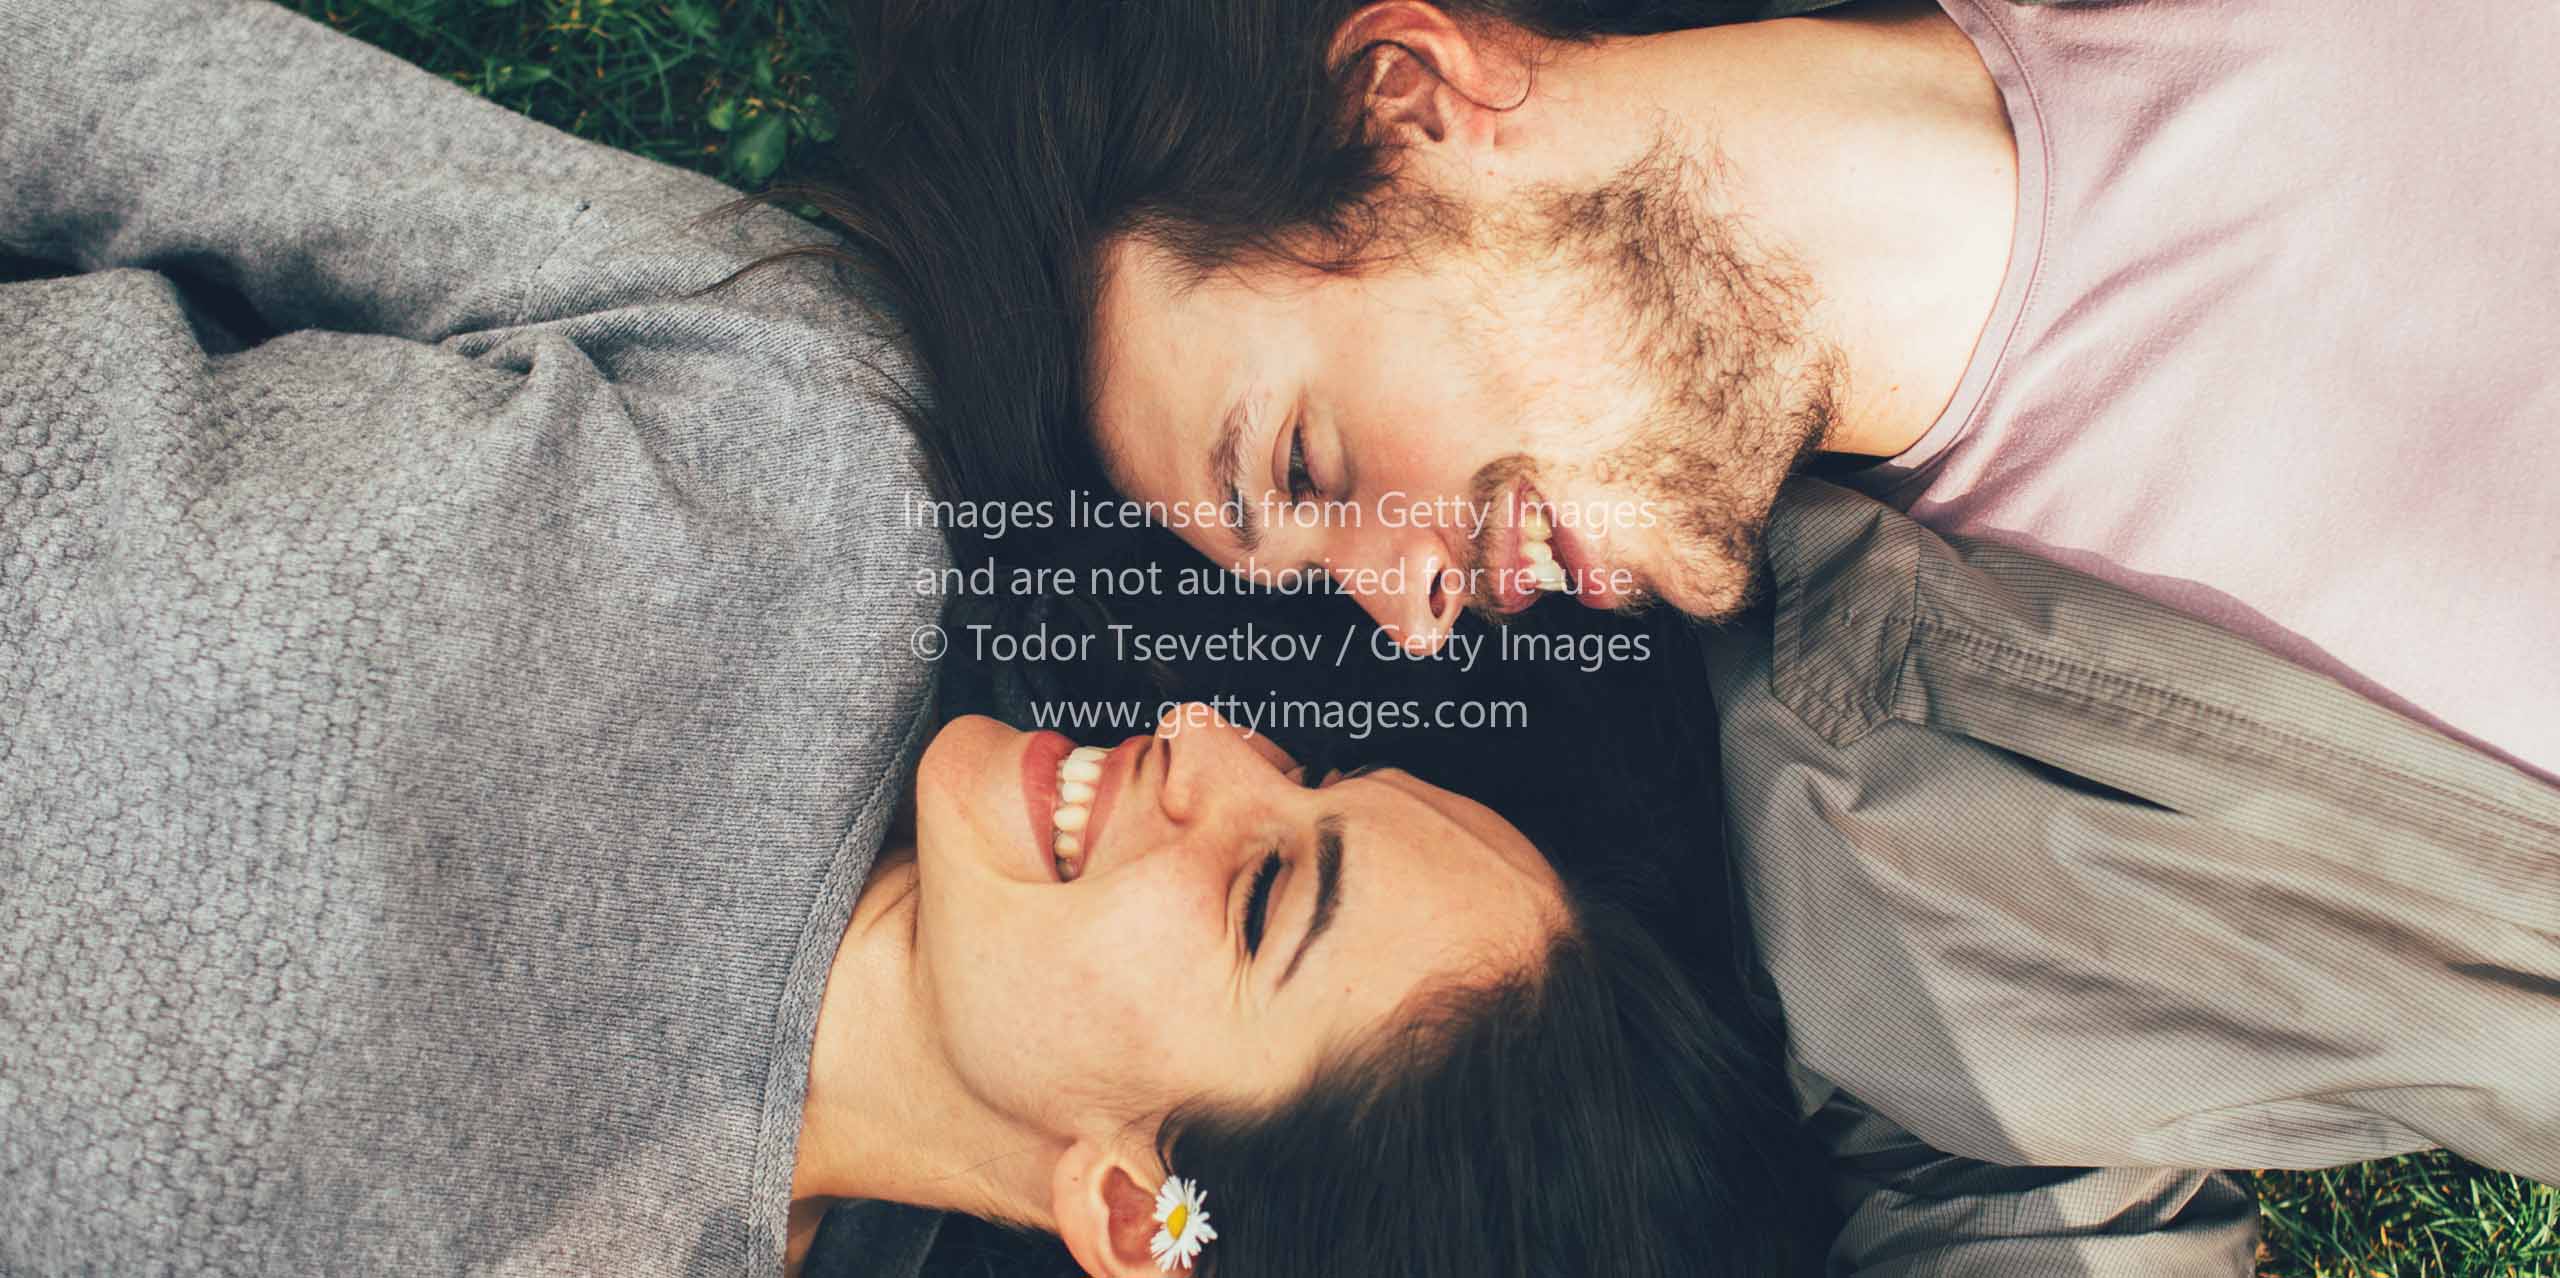 Images licensed from Getty Images
and are not authorized for re-use.
© Todor Tsevetkov / Getty Images
www.gettyimages.com